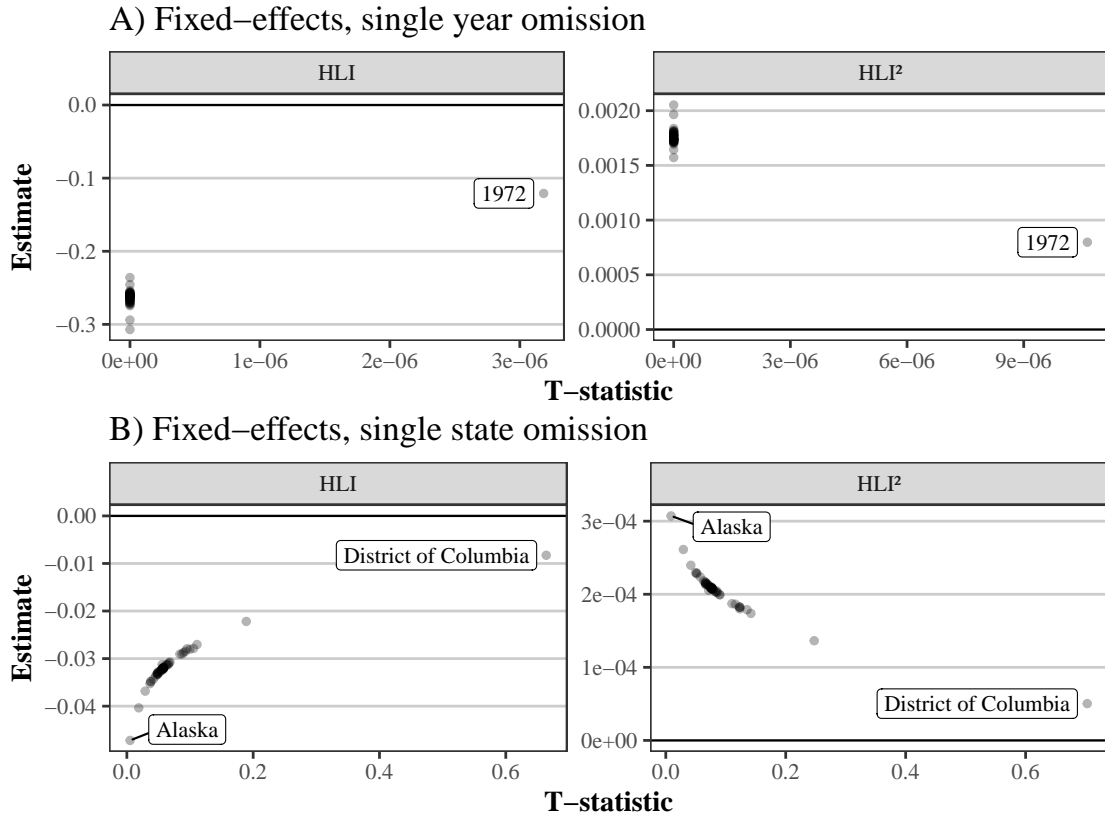 A) Fixed−effects, single year omission
HLI
HLI²
Estimate
0.0
−0.1
−0.2
−0.3
1972
0e+00 1e−06 2e−06 3e−06
0.0020
0.0015
0.0010
0.0005
0.0000
1972
0e+00 3e−06 6e−06 9e−06
T−statistic
B) Fixed−effects, single state omission
HLI
HLI²
Estimate
0.00
−0.01
−0.02
−0.03
−0.04
District of Columbia
Alaska
0.0 0.2 0.4 0.6
3e−04
2e−04
1e−04
0e+00
Alaska
District of Columbia
0.0 0.2 0.4 0.6
T−statistic